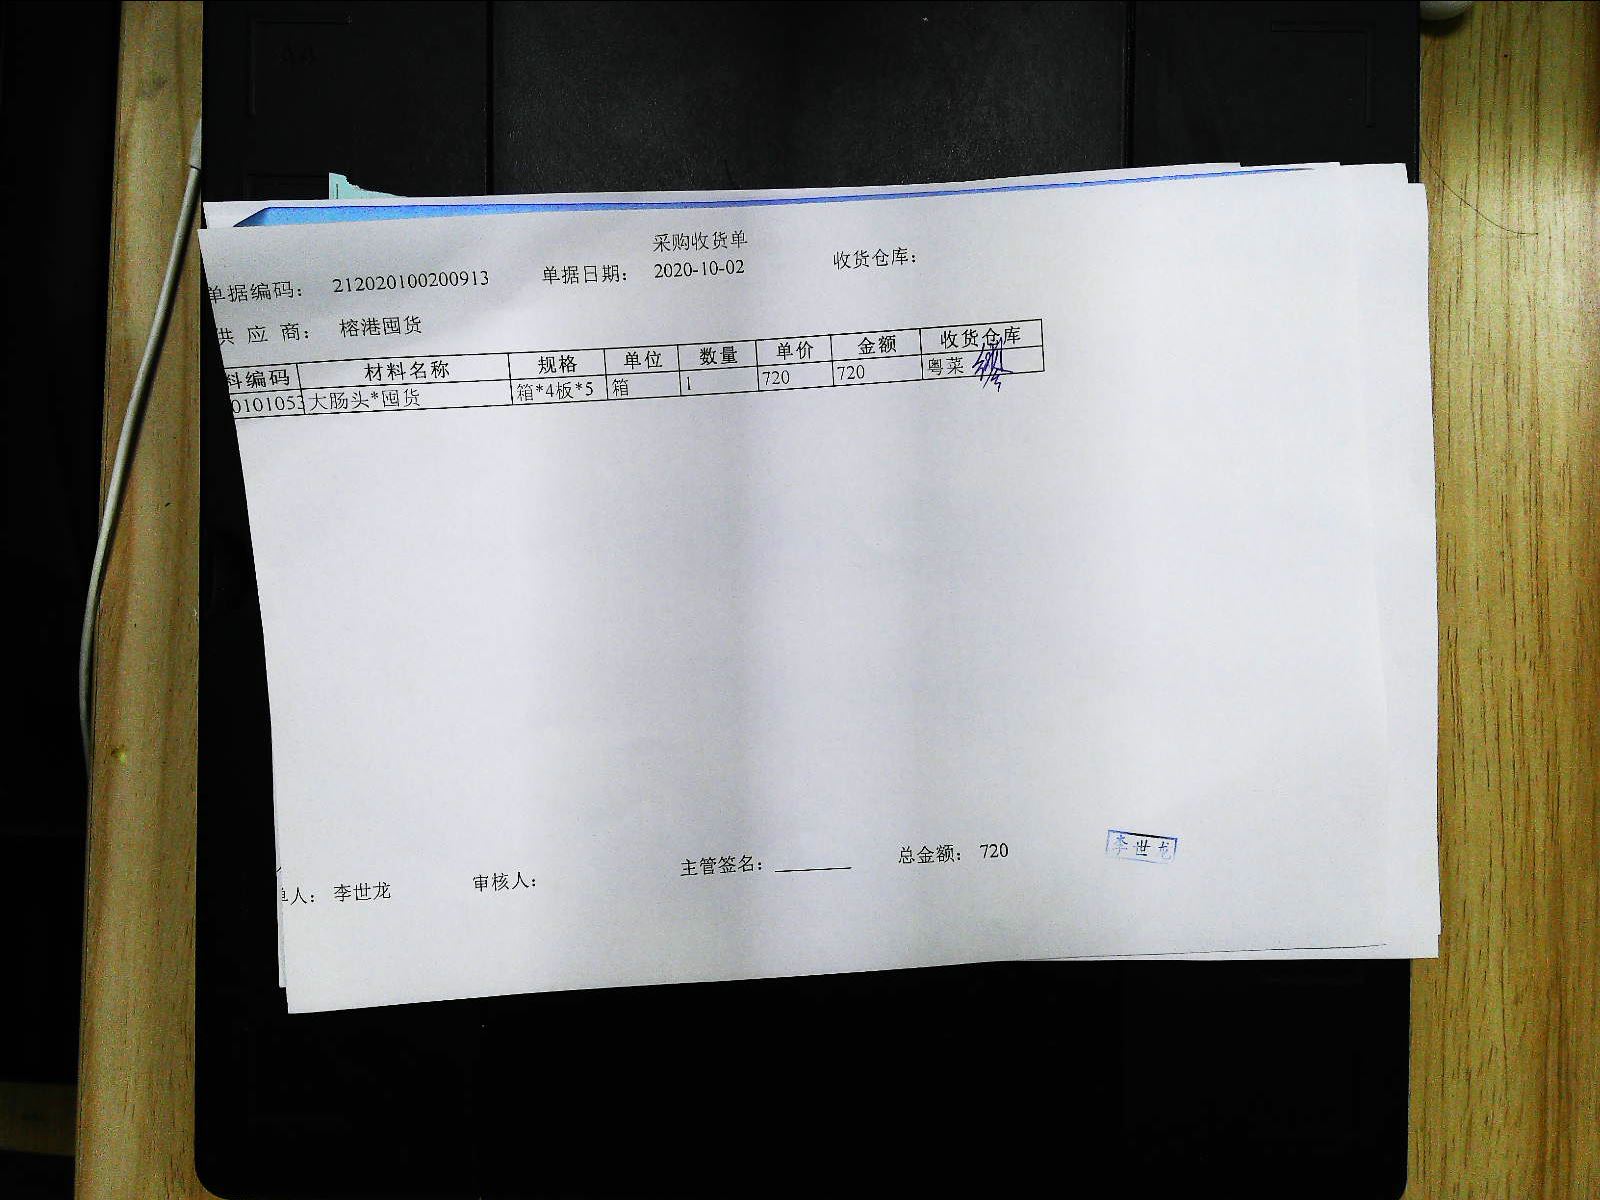 采购收货单
单据编码： 212020100200913 单据日期： 2020-10-02 收货仓库：
供 应 商： 榕港囤货
料编码 材料名称 规格 单位 数量 单价 金额 收货仓库
0101053 大肠头*囤货 箱*4板*5 箱 1 720 720 粤菜
单人： 李世龙 审核人： 主管签名： 总金额： 720
李世龙